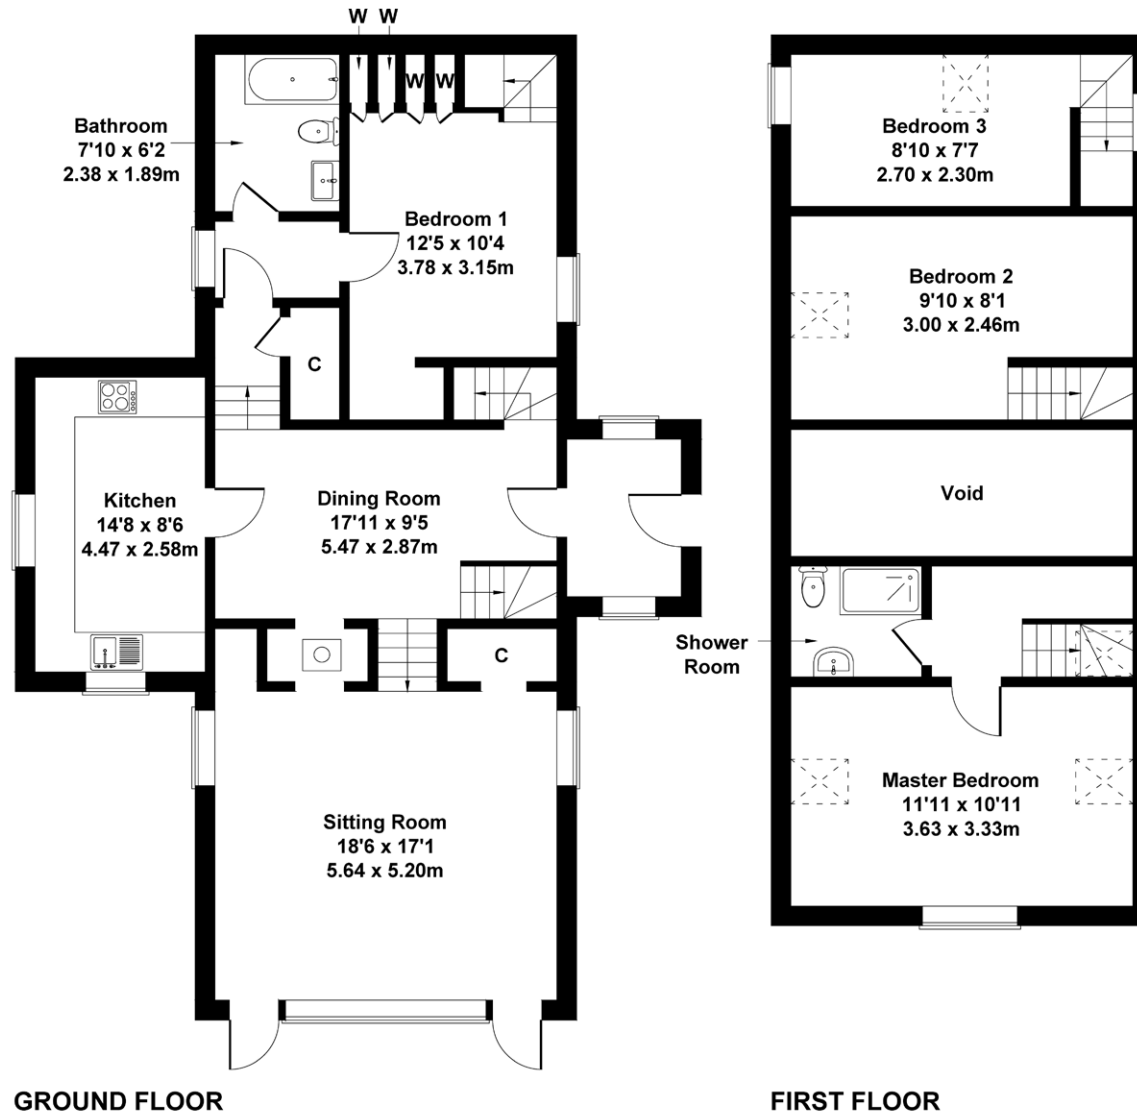 W W
W W
Bathroom
7'10 x 6'2
2.38 x 1.89m
Bedroom 1
12'5 x 10'4
3.78 x 3.15m
C
Kitchen
14'8 x 8'6
4.47 x 2.58m
Dining Room
17'11 x 9'5
5.47 x 2.87m
C
Sitting Room
18'6 x 17'1
5.64 x 5.20m
GROUND FLOOR
Bedroom 3
8'10 x 7'7
2.70 x 2.30m
Bedroom 2
9'10 x 8'1
3.00 x 2.46m
Void
Shower
Room
Master Bedroom
11'11 x 10'11
3.63 x 3.33m
FIRST FLOOR